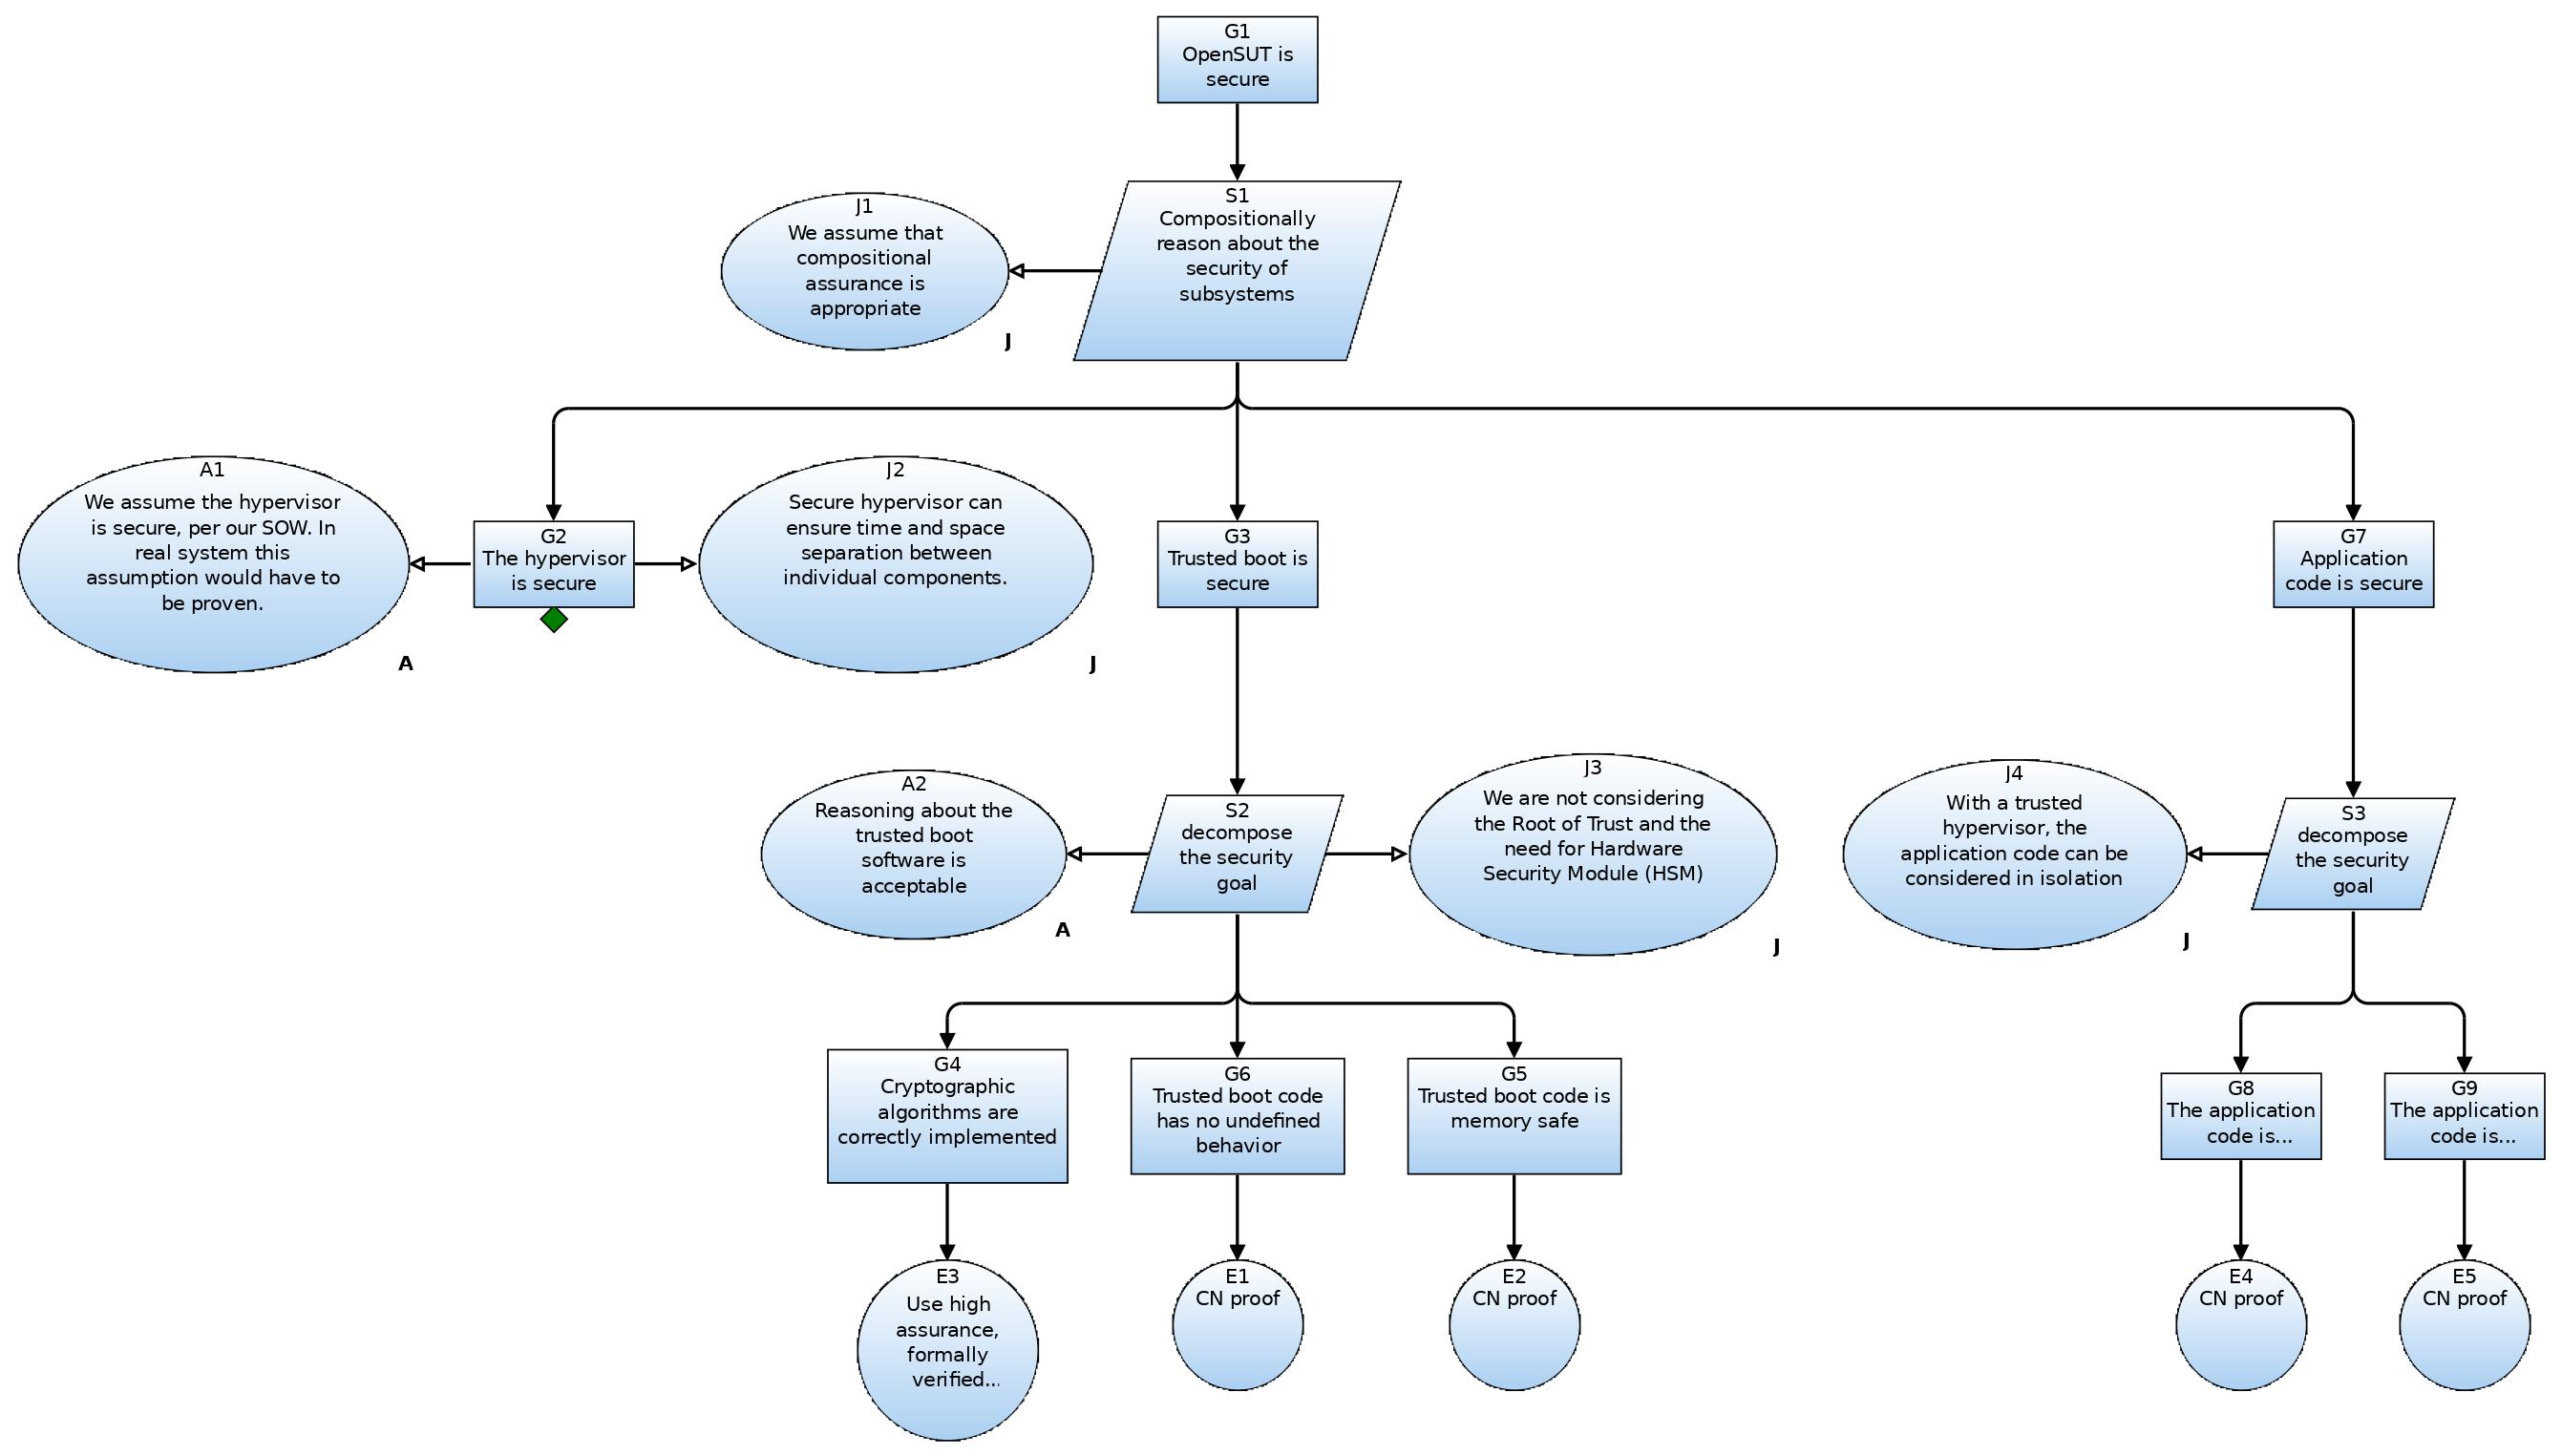 G1
OpenSUT is
secure
J1
We assume that
compositional
assurance is
appropriate
J
S1
Compositionally
reason about the
security of
subsystems
A1
We assume the hypervisor
is secure, per our SOW. In
real system this
assumption would have to
be proven.
A
G2
The hypervisor
is secure
J2
Secure hypervisor can
ensure time and space
separation between
individual components.
J
G3
Trusted boot is
secure
G7
Application
code is secure
A2
Reasoning about the
trusted boot
software is
acceptable
A
S2
decompose
the security
goal
J3
We are not considering
the Root of Trust and the
need for Hardware
Security Module (HSM)
J
J4
With a trusted
hypervisor, the
application code can be
considered in isolation
J
S3
decompose
the security
goal
G4
Cryptographic
algorithms are
correctly implemented
G6
Trusted boot code
has no undefined
behavior
G5
Trusted boot code is
memory safe
G8
The application
code is...
G9
The application
code is...
E3
Use high
assurance,
formally
verified...
E1
CN proof
E2
CN proof
E4
CN proof
E5
CN proof